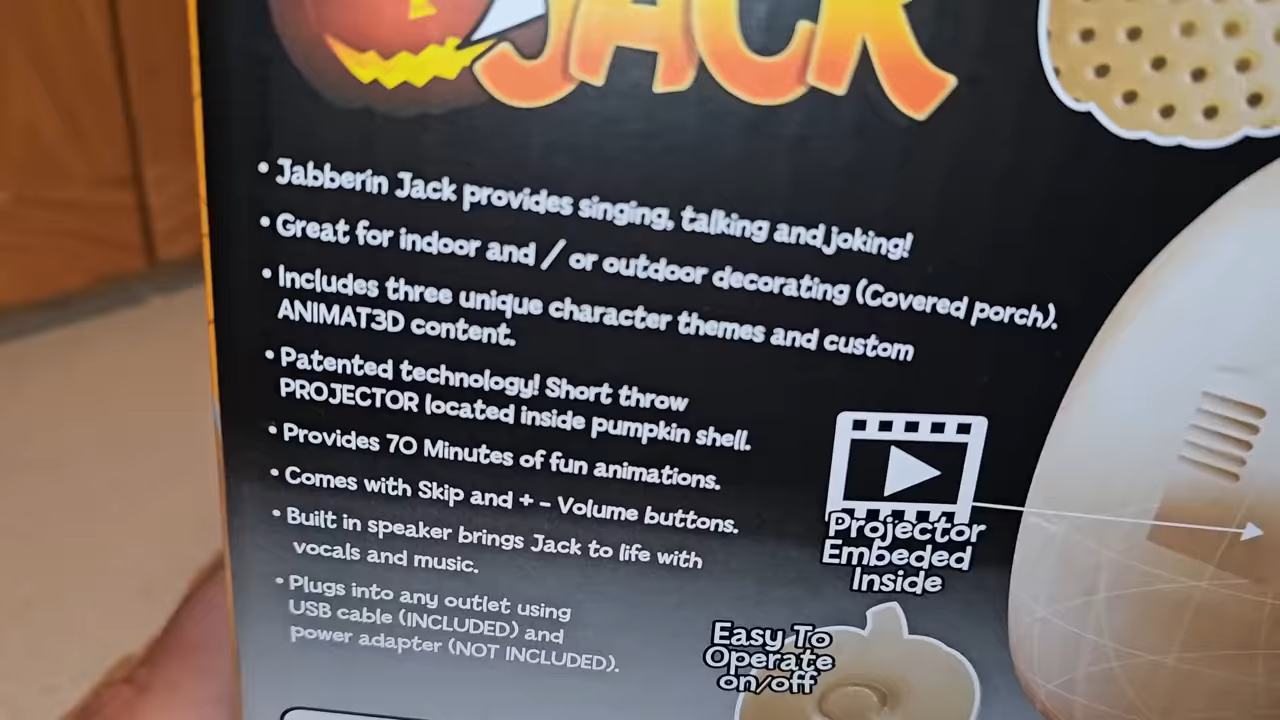 JACK
• Jabberin Jack provides singing, talking and joking!
• Great for indoor and / or outdoor decorating (Covered porch).
• Includes three unique character themes and custom
ANIMAT3D content.
• Patented technology! Short throw
PROJECTOR located inside pumpkin shell.
• Provides 70 Minutes of fun animations.
• Comes with Skip and + - Volume buttons.
• Built in speaker brings Jack to life with
vocals and music.
• Plugs into any outlet using
USB cable (INCLUDED) and
power adapter (NOT INCLUDED).
Projector
Embeded
Inside
Easy To
Operate
on/off